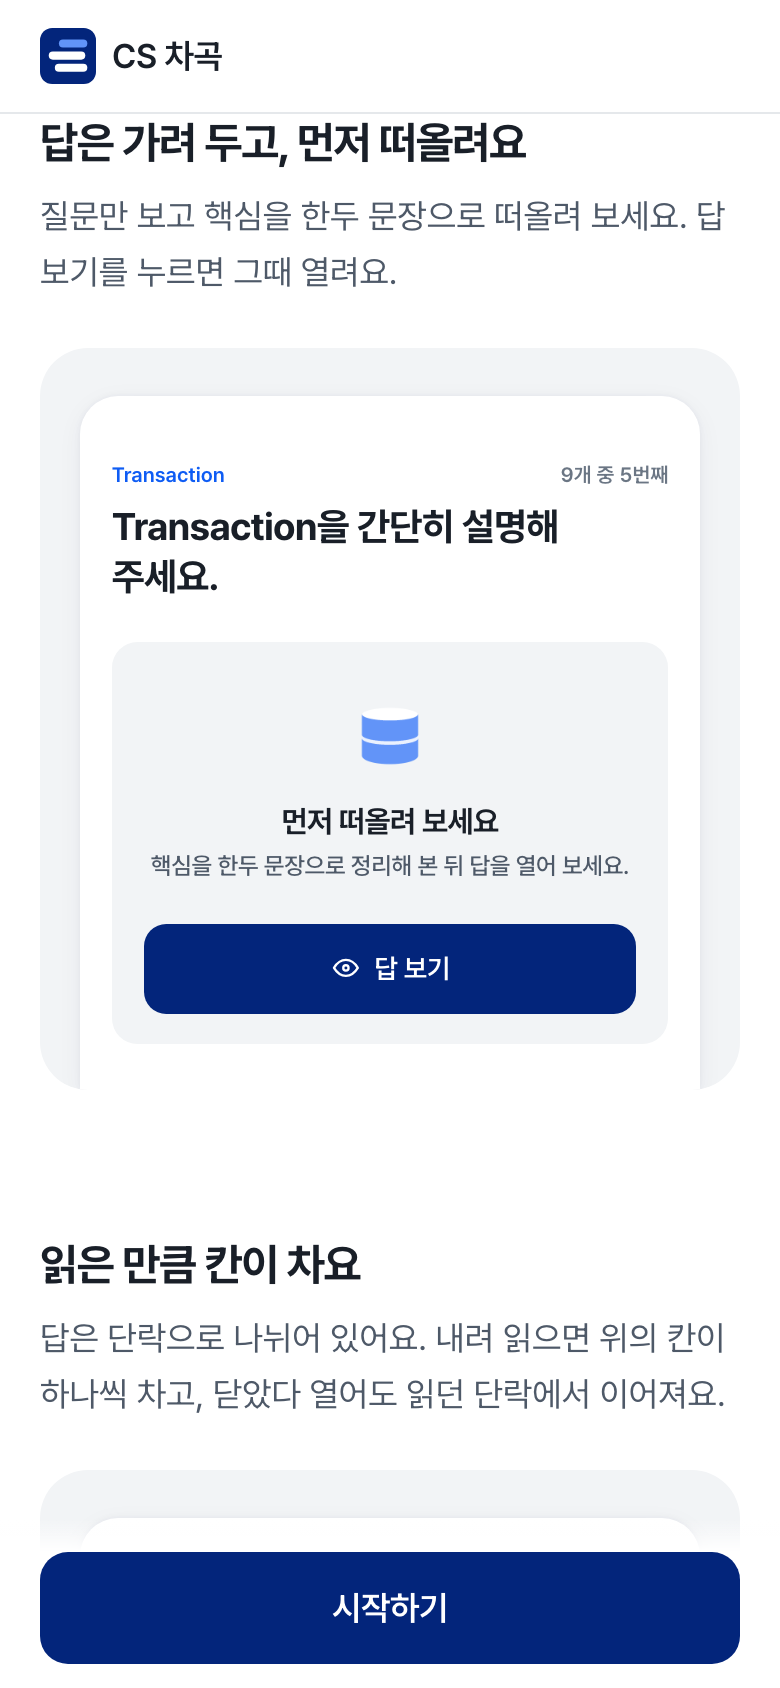 CS 차곡
답은 가려 두고, 먼저 떠올려요
질문만 보고 핵심을 한두 문장으로 떠올려 보세요. 답
보기를 누르면 그때 열려요.
Transaction
9개 중 5번째
Transaction을 간단히 설명해
주세요.
먼저 떠올려 보세요
핵심을 한두 문장으로 정리해 본 뒤 답을 열어 보세요.
답 보기
읽은 만큼 칸이 차요
답은 단락으로 나뉘어 있어요. 내려 읽으면 위의 칸이
하나씩 차고, 닫았다 열어도 읽던 단락에서 이어져요.
시작하기